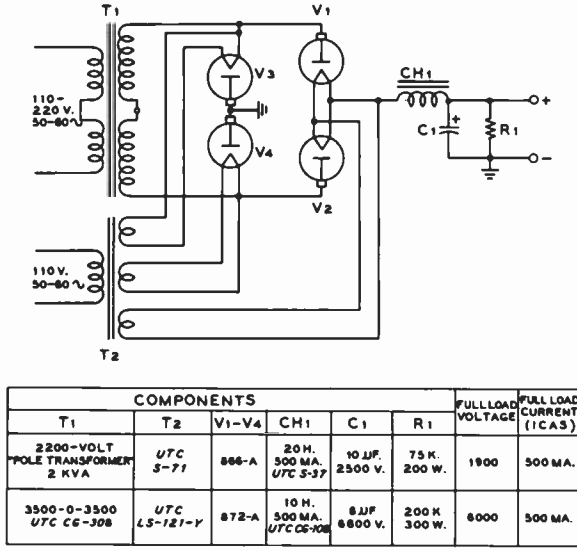 T1
V1
V3
V4
V2
110-
220 V.
50-60∿
CH1
C1
+
R1
+
-
110 V.
50-60∿
T2
COMPONENTS
FULL LOAD VOLTAGE
FULL LOAD CURRENT (ICAS)
T1
T2
V1-V4
CH1
C1
R1
2200-VOLT
"POLE TRANSFORMER"
2 KVA
UTC
S-71
866-A
20 H.
500 MA.
UTC S-37
10 µF
2500 V.
75 K.
200 W.
1900
500 MA.
3500-0-3500
UTC CG-308
UTC
LS-121-Y
872-A
10 H.
500 MA.
UTC CG-108
8 µF
6600 V.
200 K
300 W.
6000
500 MA.